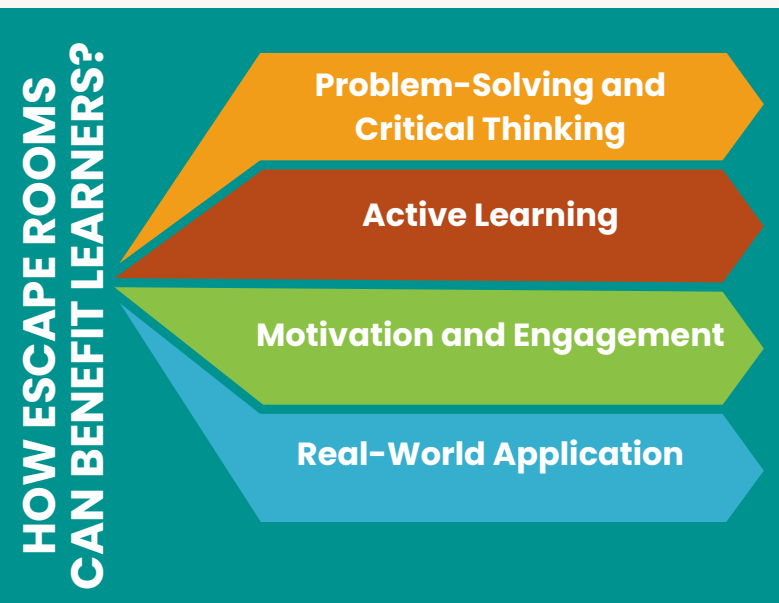 HOW ESCAPE ROOMS
CAN BENEFIT LEARNERS?
Problem-Solving and
Critical Thinking
Active Learning
Motivation and Engagement
Real-World Application